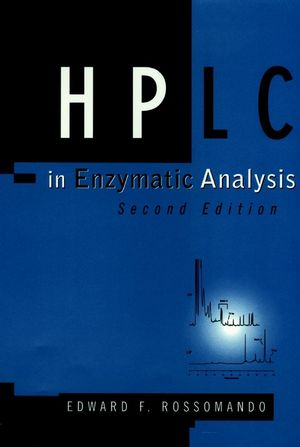 HPLC
in Enzymatic Analysis
Second Edition
EDWARD F. ROSSOMANDO